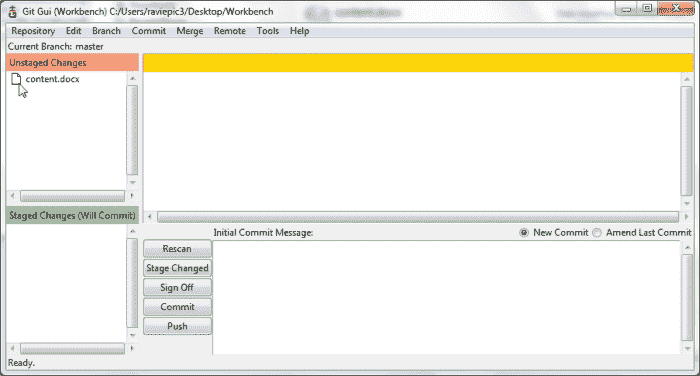 Git Gui (Workbench) C:/Users/raviepic3/Desktop/Workbench
Repository Edit Branch Commit Merge Remote Tools Help
Current Branch: master
Unstaged Changes
content.docx
Staged Changes (Will Commit)
Initial Commit Message:
New Commit
Amend Last Commit
Rescan
Stage Changed
Sign Off
Commit
Push
Ready.